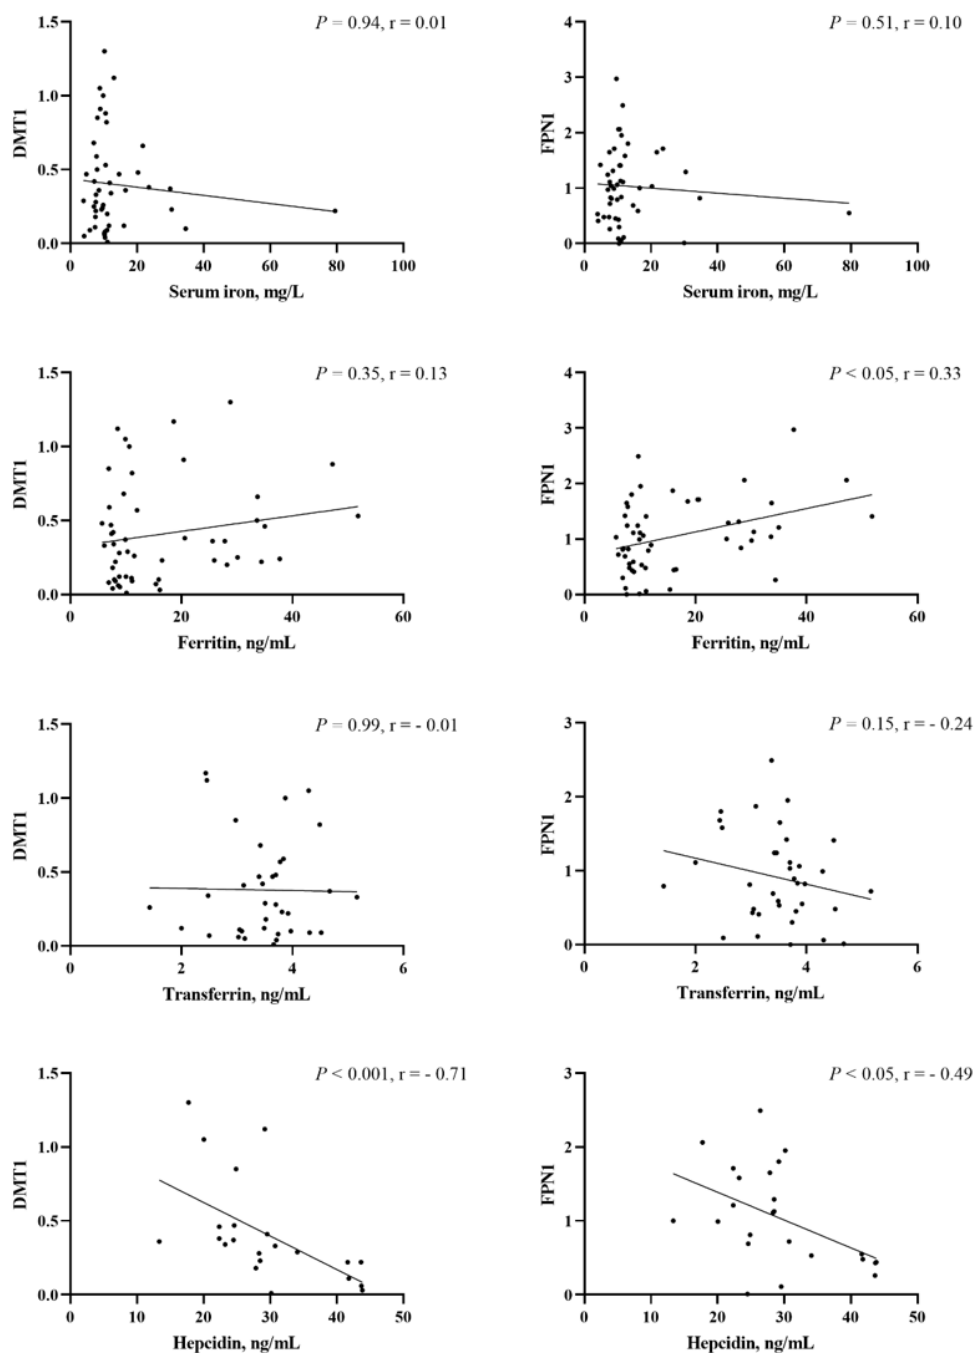 P = 0.94, r = 0.01
1.5
1.0
0.5
0.0
DMT1
0 20 40 60 80 100
Serum iron, mg/L
P = 0.51, r = 0.10
4
3
2
1
0
FPN1
0 20 40 60 80 100
Serum iron, mg/L
P = 0.35, r = 0.13
1.5
1.0
0.5
0.0
DMT1
0 20 40 60
Ferritin, ng/mL
P < 0.05, r = 0.33
4
3
2
1
0
FPN1
0 20 40 60
Ferritin, ng/mL
P = 0.99, r = - 0.01
1.5
1.0
0.5
0.0
DMT1
0 2 4 6
Transferrin, ng/mL
P = 0.15, r = - 0.24
3
2
1
0
FPN1
0 2 4 6
Transferrin, ng/mL
P < 0.001, r = - 0.71
1.5
1.0
0.5
0.0
DMT1
0 10 20 30 40 50
Hepcidin, ng/mL
P < 0.05, r = - 0.49
3
2
1
0
FPN1
0 10 20 30 40 50
Hepcidin, ng/mL